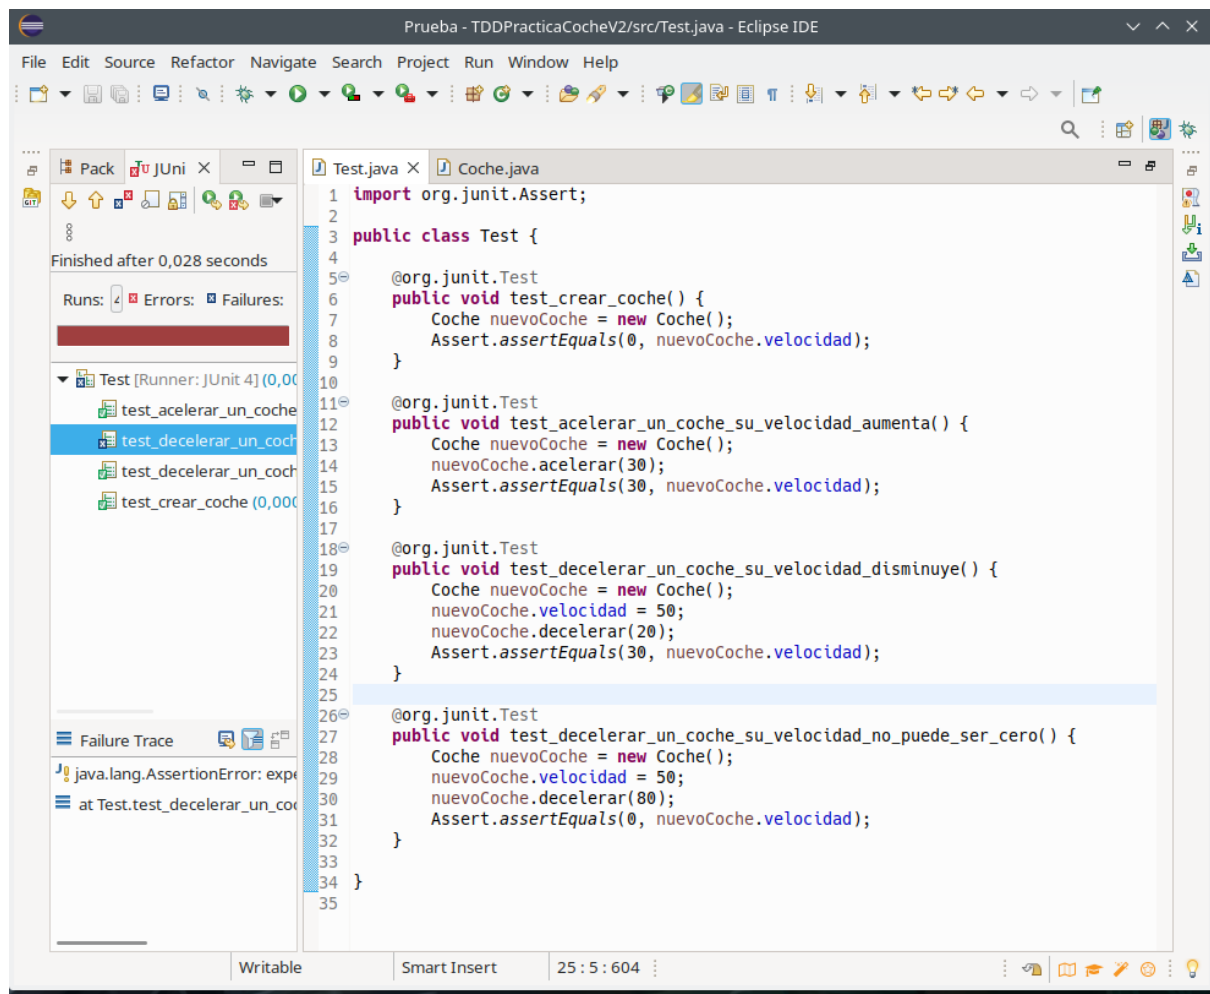 Prueba - TDDPracticaCocheV2/src/Test.java - Eclipse IDE
File Edit Source Refactor Navigate Search Project Run Window Help
Pack JUni
Test.java Coche.java
Finished after 0,028 seconds
Runs: Errors: Failures:
Test [Runner: JUnit 4] (0,00
test_acelerar_un_coche
test_decelerar_un_coch
test_decelerar_un_coch
test_crear_coche (0,000
Failure Trace
java.lang.AssertionError: expe
at Test.test_decelerar_un_coc
1 import org.junit.Assert;
2
3 public class Test {
4
5 @org.junit.Test
6 public void test_crear_coche() {
7 Coche nuevoCoche = new Coche();
8 Assert.assertEquals(0, nuevoCoche.velocidad);
9 }
10
11 @org.junit.Test
12 public void test_acelerar_un_coche_su_velocidad_aumenta() {
13 Coche nuevoCoche = new Coche();
14 nuevoCoche.acelerar(30);
15 Assert.assertEquals(30, nuevoCoche.velocidad);
16 }
17
18 @org.junit.Test
19 public void test_decelerar_un_coche_su_velocidad_disminuye() {
20 Coche nuevoCoche = new Coche();
21 nuevoCoche.velocidad = 50;
22 nuevoCoche.decelerar(20);
23 Assert.assertEquals(30, nuevoCoche.velocidad);
24 }
25
26 @org.junit.Test
27 public void test_decelerar_un_coche_su_velocidad_no_puede_ser_cero() {
28 Coche nuevoCoche = new Coche();
29 nuevoCoche.velocidad = 50;
30 nuevoCoche.decelerar(80);
31 Assert.assertEquals(0, nuevoCoche.velocidad);
32 }
33
34 }
35
Writable Smart Insert 25 : 5 : 604